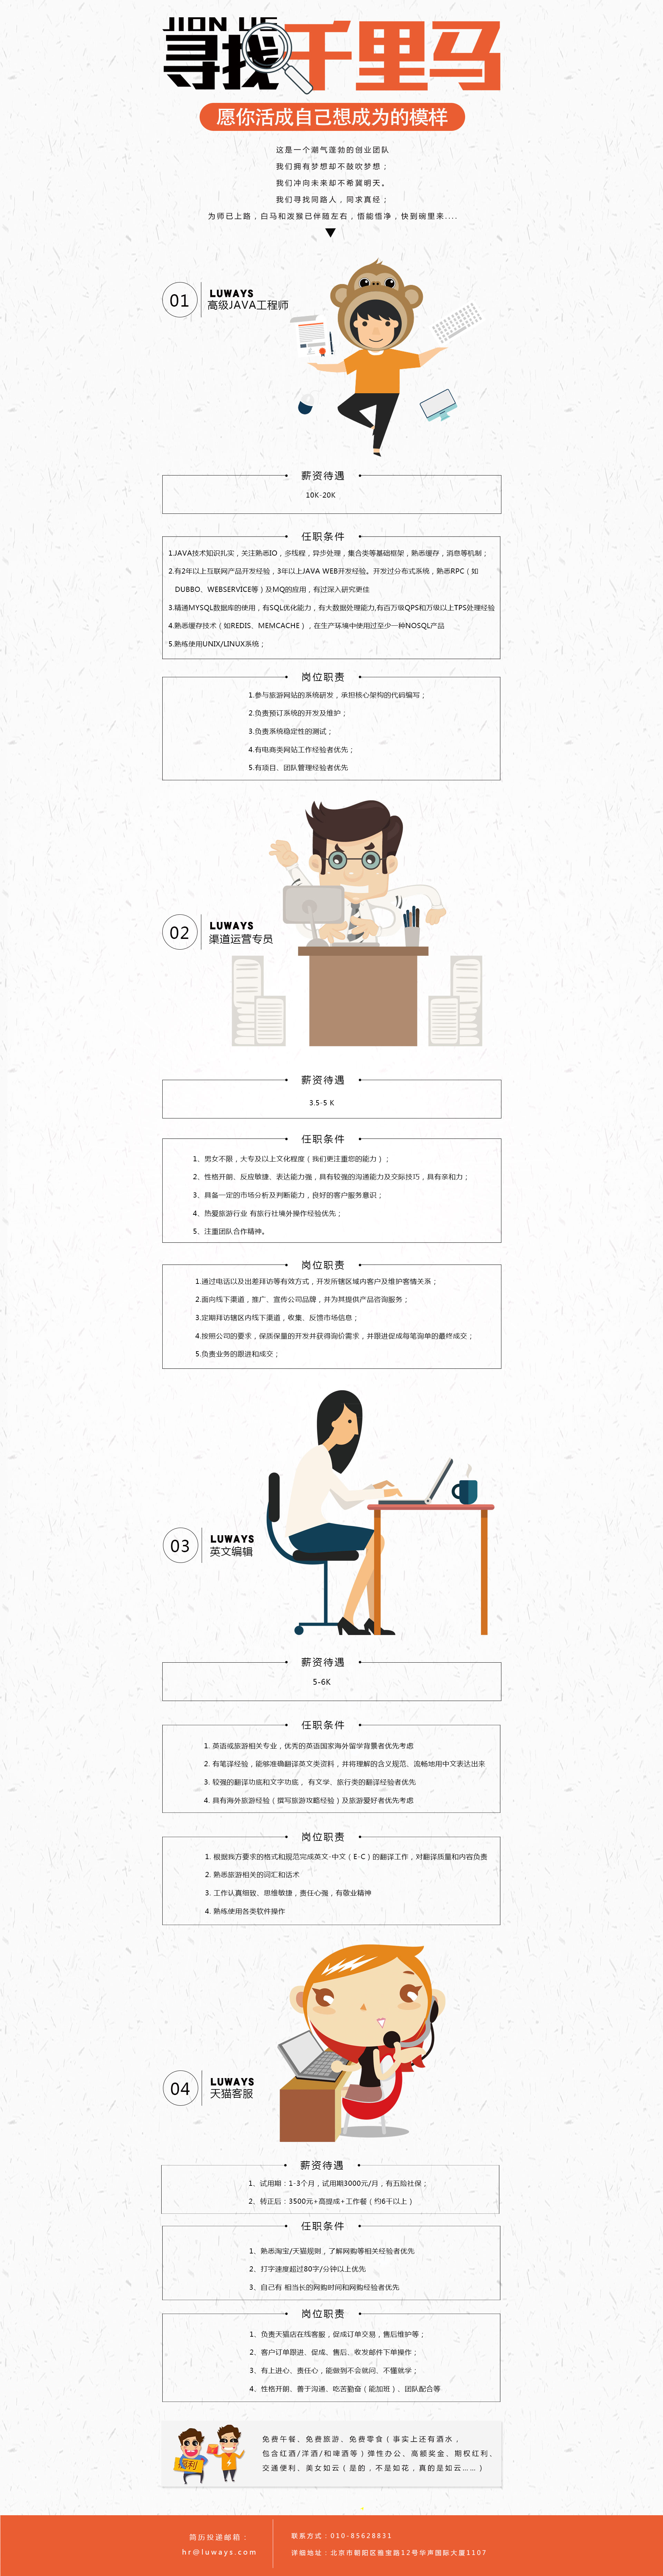 JION US
寻找千里马
愿你活成自己想成为的模样
这是一个潮气蓬勃的创业团队
我们拥有梦想却不鼓吹梦想；
我们冲向未来却不希冀明天。
我们寻找同路人，同求真经；
为师已上路，白马和泼猴已伴随左右，悟能悟净，快到碗里来....
01
LUWAYS
高级JAVA工程师
薪资待遇
10K-20K
任职条件
1.JAVA技术知识扎实，关注熟悉IO，多线程，异步处理，集合类等基础框架，熟悉缓存，消息等机制；
2.有2年以上互联网产品开发经验，3年以上JAVA WEB开发经验。开发过分布式系统，熟悉RPC（如
DUBBO、WEBSERVICE等）及MQ的应用，有过深入研究更佳
3.精通MYSQL数据库的使用，有SQL优化能力，有大数据处理能力,有百万级QPS和万级以上TPS处理经验
4.熟悉缓存技术（如REDIS、MEMCACHE），在生产环境中使用过至少一种NOSQL产品
5.熟练使用UNIX/LINUX系统；
岗位职责
1.参与旅游网站的系统研发，承担核心架构的代码编写；
2.负责预订系统的开发及维护；
3.负责系统稳定性的测试；
4.有电商类网站工作经验者优先；
5.有项目、团队管理经验者优先
02
LUWAYS
渠道运营专员
薪资待遇
3.5-5 K
任职条件
1、男女不限，大专及以上文化程度（我们更注重您的能力）；
2、性格开朗、反应敏捷、表达能力强，具有较强的沟通能力及交际技巧，具有亲和力；
3、具备一定的市场分析及判断能力，良好的客户服务意识；
4、热爱旅游行业 有旅行社境外操作经验优先；
5、注重团队合作精神。
岗位职责
1.通过电话以及出差拜访等有效方式，开发所辖区域内客户及维护客情关系；
2.面向线下渠道，推广、宣传公司品牌，并为其提供产品咨询服务；
3.定期拜访辖区内线下渠道，收集、反馈市场信息；
4.按照公司的要求，保质保量的开发并获得询价需求，并跟进促成每笔询单的最终成交；
5.负责业务的跟进和成交；
03
LUWAYS
英文编辑
薪资待遇
5-6K
任职条件
1. 英语或旅游相关专业，优秀的英语国家海外留学背景者优先考虑
2. 有笔译经验，能够准确翻译英文类资料，并将理解的含义规范、流畅地用中文表达出来
3. 较强的翻译功底和文字功底， 有文学、旅行类的翻译经验者优先
4. 具有海外旅游经验（撰写旅游攻略经验）及旅游爱好者优先考虑
岗位职责
1. 根据我方要求的格式和规范完成英文-中文（E-C）的翻译工作，对翻译质量和内容负责
2. 熟悉旅游相关的词汇和话术
3. 工作认真细致、思维敏捷，责任心强，有敬业精神
4. 熟练使用各类软件操作
04
LUWAYS
天猫客服
薪资待遇
1、试用期：1-3个月，试用期3000元/月，有五险社保；
2、转正后：3500元+高提成+工作餐（约6千以上）
任职条件
1、熟悉淘宝/天猫规则，了解网购等相关经验者优先
2、打字速度超过80字/分钟以上优先
3、自己有 相当长的网购时间和网购经验者优先
岗位职责
1、负责天猫店在线客服，促成订单交易，售后维护等；
2、客户订单跟进、促成、售后、收发邮件下单操作；
3、有上进心、责任心，能做到不会就问、不懂就学；
4、性格开朗、善于沟通、吃苦勤奋（能加班）、团队配合等
福利
免费午餐、免费旅游、免费零食（事实上还有酒水，
包含红酒/洋酒/和啤酒等）弹性办公、高额奖金、期权红利、
交通便利、美女如云（是的，不是如花，真的是如云……）
简历投递邮箱：
hr@luways.com
联系方式：010-85628831
详细地址：北京市朝阳区雅宝路12号华声国际大厦1107